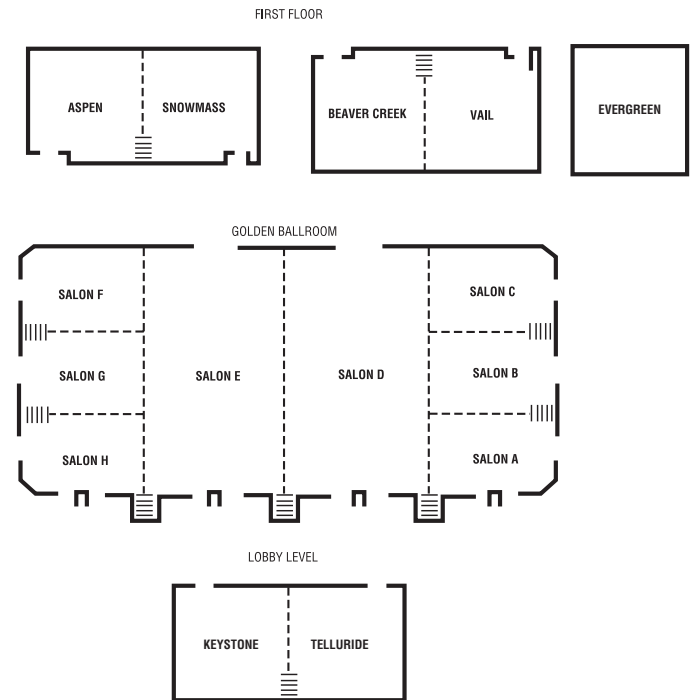 FIRST FLOOR
ASPEN
SNOWMASS
BEAVER CREEK
VAIL
EVERGREEN
GOLDEN BALLROOM
SALON F
SALON C
SALON G
SALON E
SALON D
SALON B
SALON H
SALON A
LOBBY LEVEL
KEYSTONE
TELLURIDE